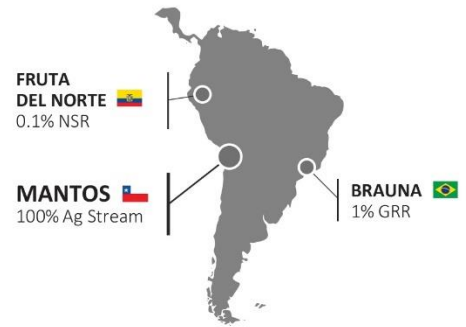 FRUTA
DEL NORTE
0.1% NSR
MANTOS
100% Ag Stream
BRAUNA
1% GRR